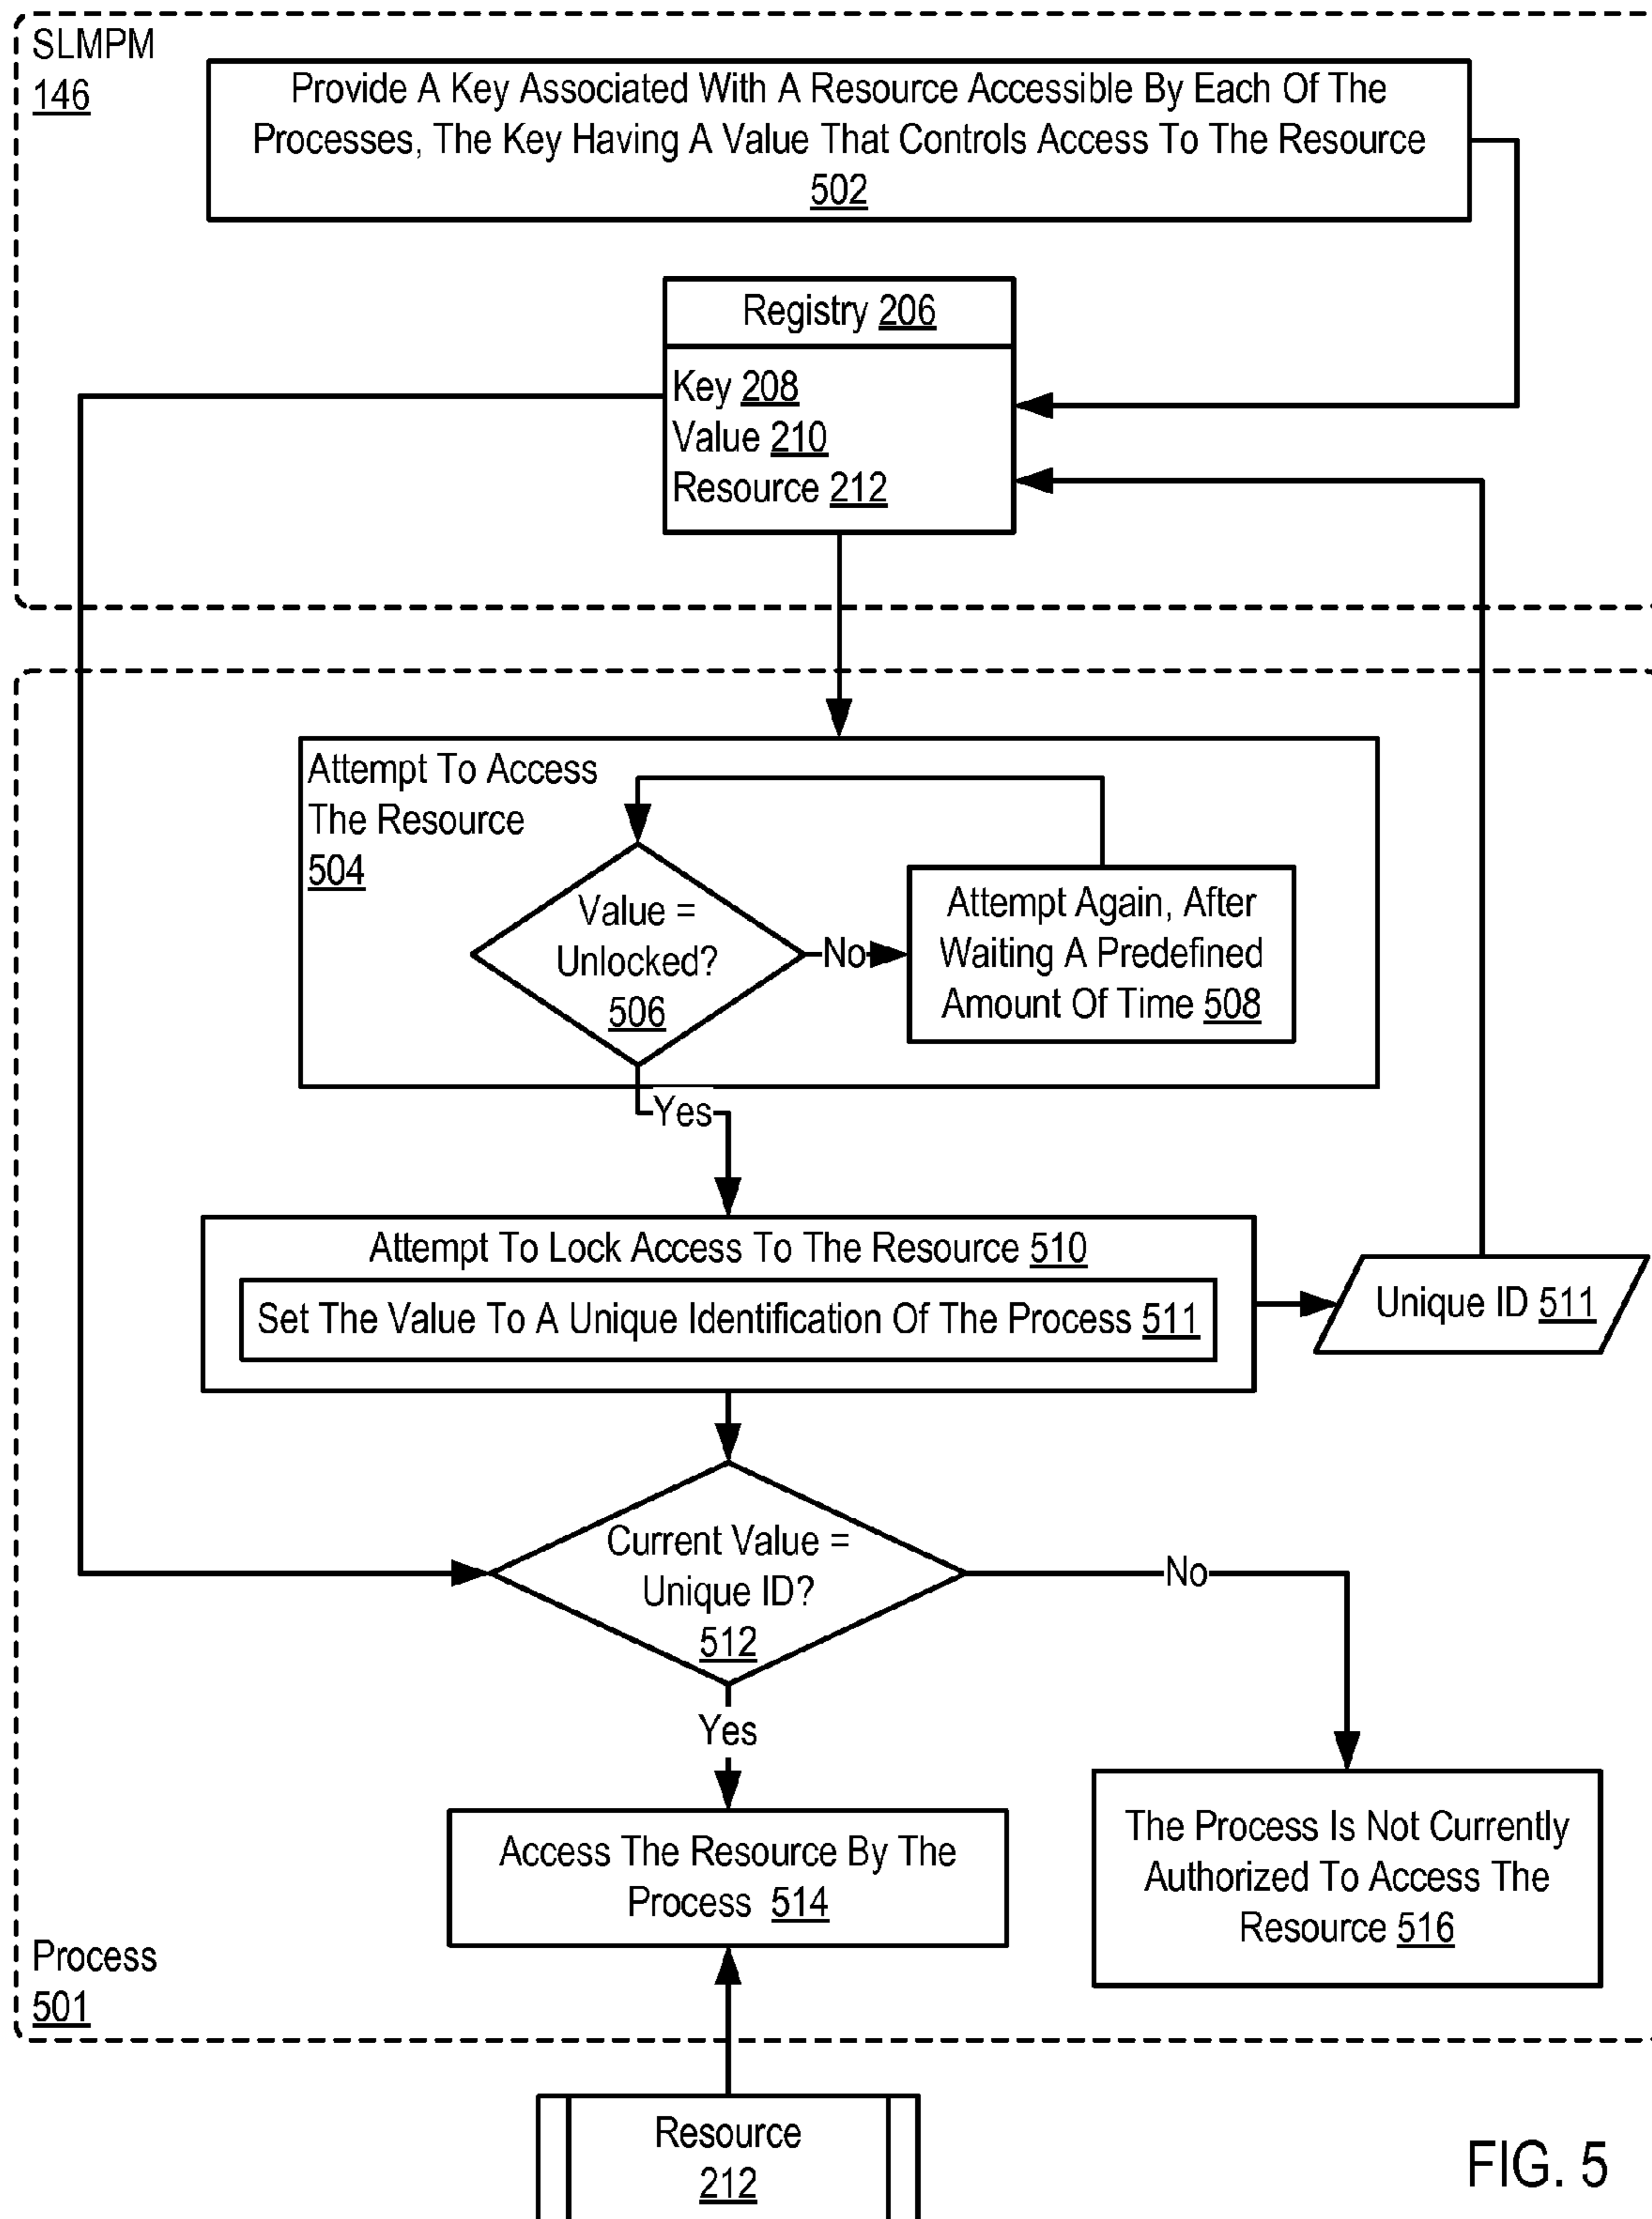 SLMPM
146
Provide A Key Associated With A Resource Accessible By Each Of The
Processes, The Key Having A Value That Controls Access To The Resource
502
Registry 206
Key 208
Value 210
Resource 212
Attempt To Access
The Resource
504
Value =
Unlocked?
506
No
Attempt Again, After
Waiting A Predefined
Amount Of Time 508
Yes
Attempt To Lock Access To The Resource 510
Set The Value To A Unique Identification Of The Process 511
Unique ID 511
Current Value =
Unique ID?
512
No
Yes
Access The Resource By The
Process 514
The Process Is Not Currently
Authorized To Access The
Resource 516
Process
501
Resource
212
FIG. 5